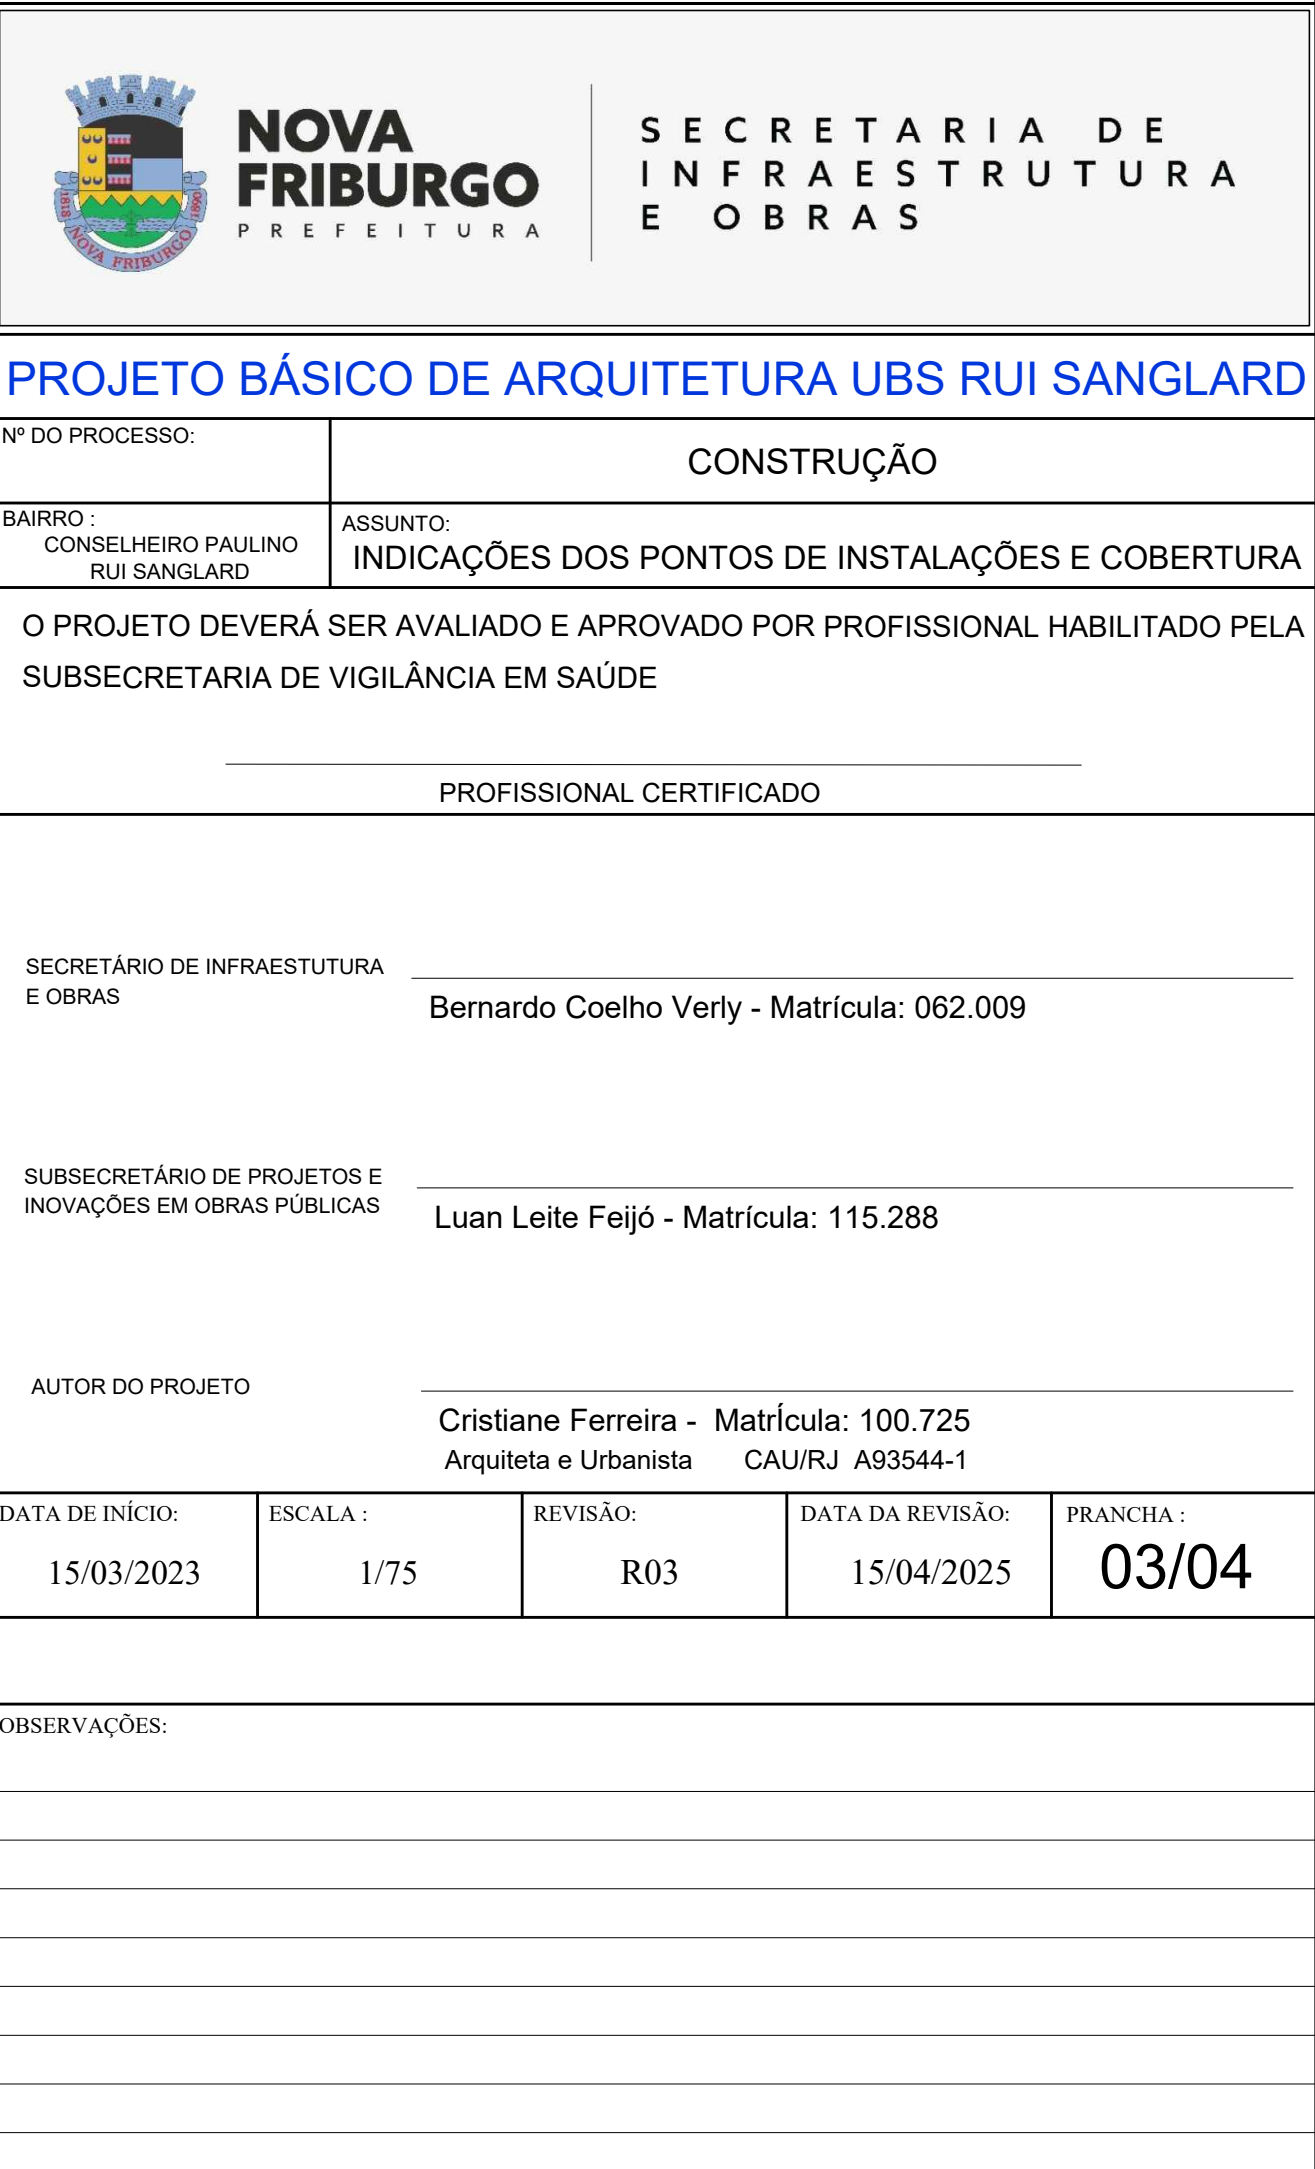 NOVA
FRIBURGO
PREFEITURA
SECRETARIA DE
INFRAESTRUTURA
E OBRAS
1818
1890
NOVA FRIBURGO
PROJETO BÁSICO DE ARQUITETURA UBS RUI SANGLARD
Nº DO PROCESSO:
CONSTRUÇÃO
BAIRRO :
CONSELHEIRO PAULINO
RUI SANGLARD
ASSUNTO:
INDICAÇÕES DOS PONTOS DE INSTALAÇÕES E COBERTURA
O PROJETO DEVERÁ SER AVALIADO E APROVADO POR PROFISSIONAL HABILITADO PELA
SUBSECRETARIA DE VIGILÂNCIA EM SAÚDE
PROFISSIONAL CERTIFICADO
SECRETÁRIO DE INFRAESTUTURA
E OBRAS
Bernardo Coelho Verly - Matrícula: 062.009
SUBSECRETÁRIO DE PROJETOS E
INOVAÇÕES EM OBRAS PÚBLICAS
Luan Leite Feijó - Matrícula: 115.288
AUTOR DO PROJETO
Cristiane Ferreira - MatrÍcula: 100.725
Arquiteta e Urbanista CAU/RJ A93544-1
DATA DE INÍCIO:
15/03/2023
ESCALA :
1/75
REVISÃO:
R03
DATA DA REVISÃO:
15/04/2025
PRANCHA :
03/04
OBSERVAÇÕES: